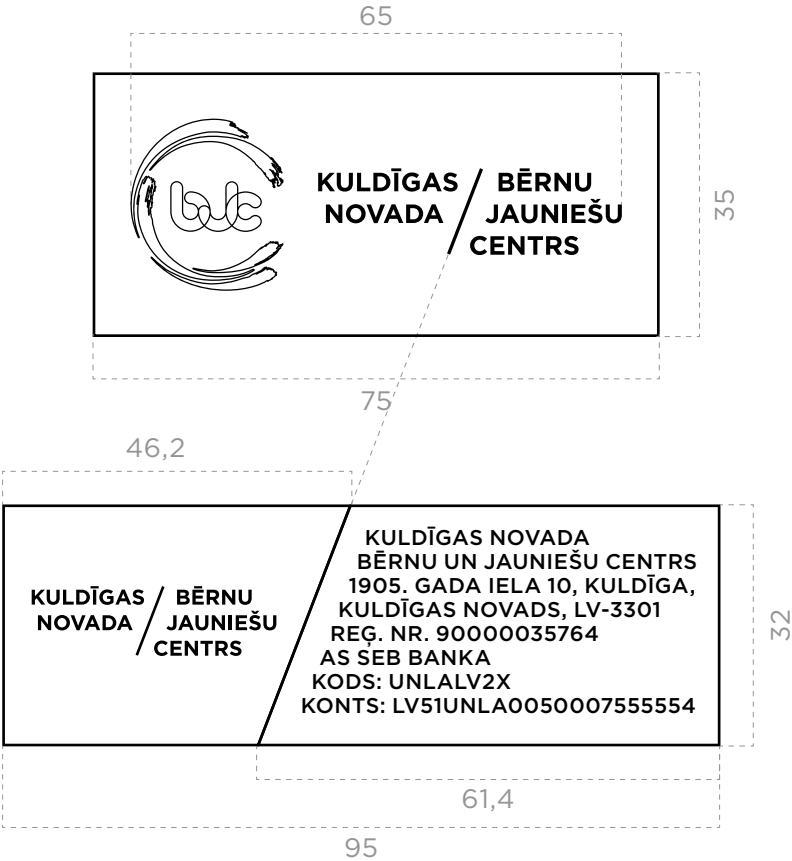 65
bjc
KULDĪGAS / BĒRNU
NOVADA / JAUNIEŠU
CENTRS
35
75
46,2
KULDĪGAS / BĒRNU
NOVADA / JAUNIEŠU
CENTRS
KULDĪGAS NOVADA
BĒRNU UN JAUNIEŠU CENTRS
1905. GADA IELA 10, KULDĪGA,
KULDĪGAS NOVADS, LV-3301
REĢ. NR. 90000035764
AS SEB BANKA
KODS: UNLALV2X
KONTS: LV51UNLA0050007555554
32
61,4
95